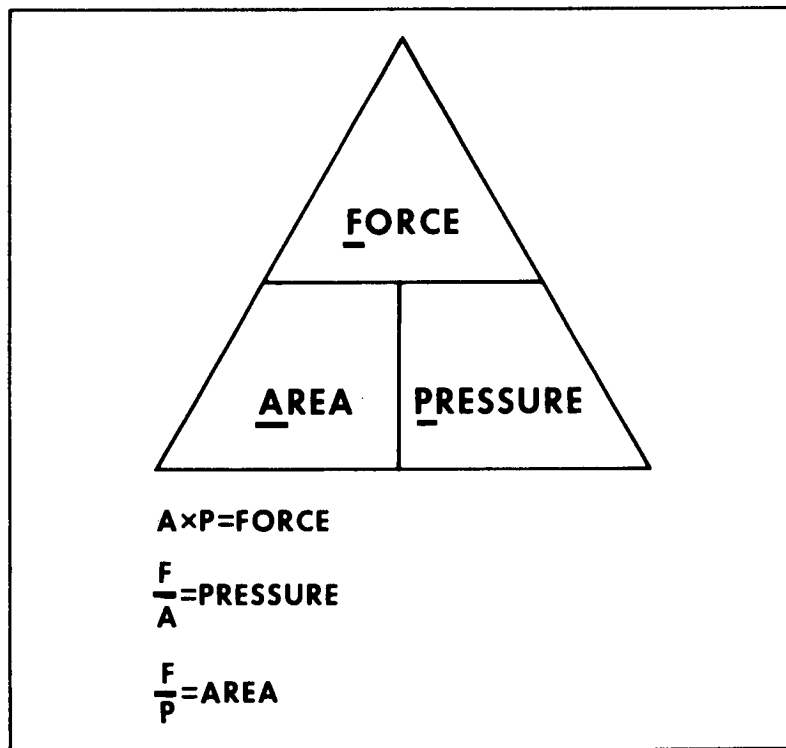 FORCE
AREA PRESSURE
A×P=FORCE
F
A =PRESSURE
F
P =AREA